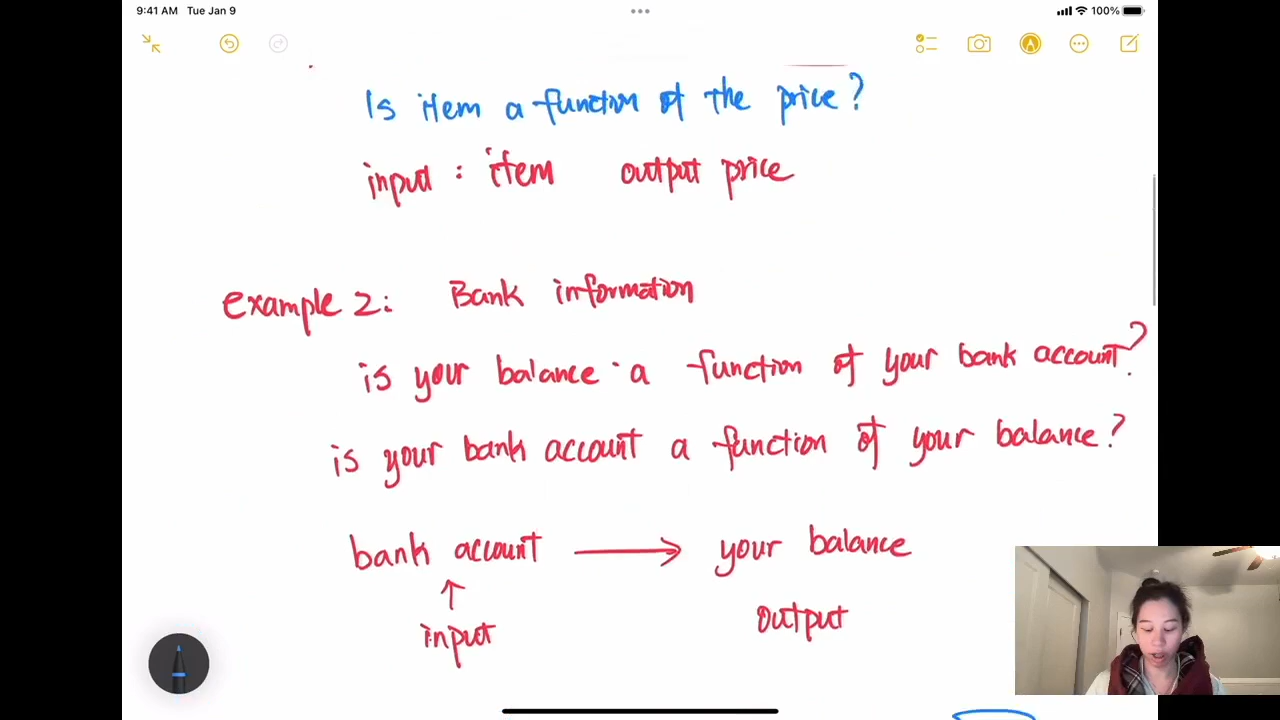 9:41 AM Tue Jan 9
100%
Is item a function of the price?
input : item output price
example 2: Bank information
is your balance a function of your bank account?
is your bank account a function of your balance?
bank account → your balance
↑
input output